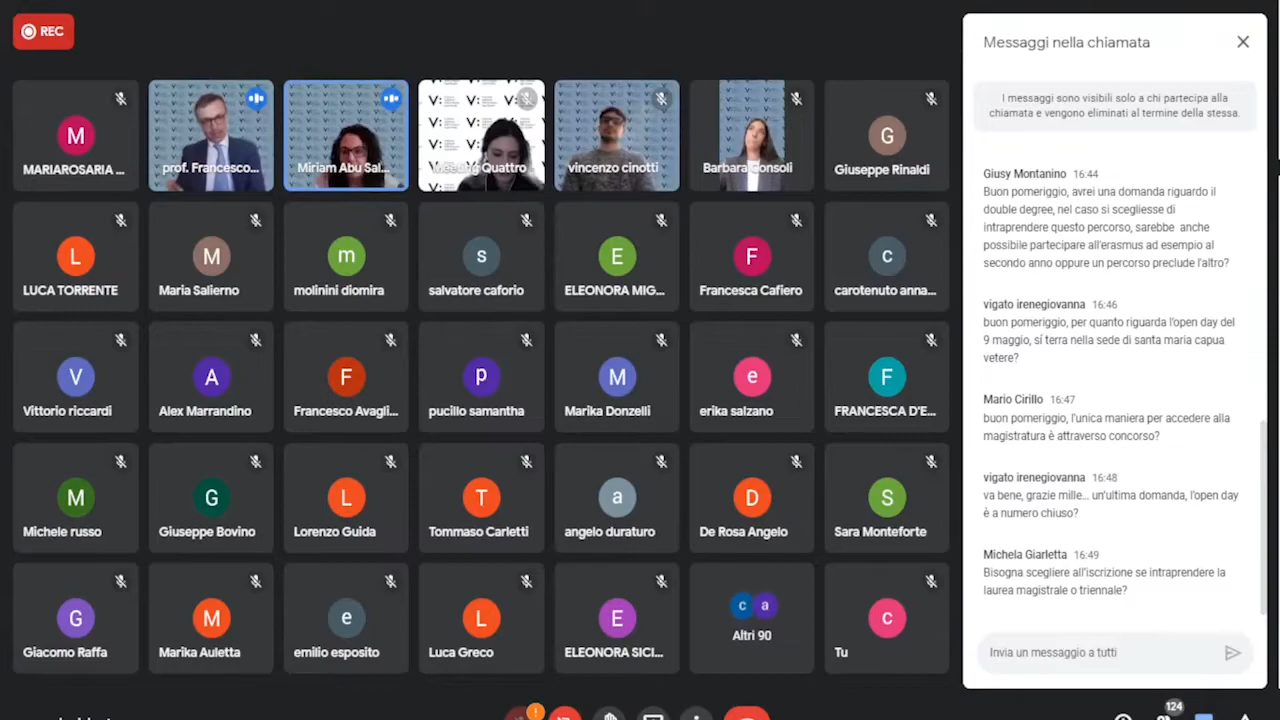 REC
MARIAROSARIA ...
prof. Francesco...
Miriam Abu Sal...
Meeting Quattro
vincenzo cinotti
Barbara Consoli
G
Giuseppe Rinaldi
M
L
LUCA TORRENTE
M
Maria Salierno
m
molinini diomira
s
salvatore caforio
E
ELEONORA MIG...
F
Francesca Cafiero
c
carotenuto anna...
V
Vittorio riccardi
A
Alex Marrandino
F
Francesco Avagli...
p
pucillo samantha
M
Marika Donzelli
e
erika salzano
F
FRANCESCA D'E...
M
Michele russo
G
Giuseppe Bovino
L
Lorenzo Guida
T
Tommaso Carletti
a
angelo duraturo
D
De Rosa Angelo
S
Sara Monteforte
G
Giacomo Raffa
M
Marika Auletta
e
emilio esposito
L
Luca Greco
E
ELEONORA SICI...
c a
Altri 90
c
Tu
Messaggi nella chiamata
I messaggi sono visibili solo a chi partecipa alla
chiamata e vengono eliminati al termine della stessa.
Giusy Montanino 16:44
Buon pomeriggio, avrei una domanda riguardo il
double degree, nel caso si scegliesse di
intraprendere questo percorso, sarebbe anche
possibile partecipare all'erasmus ad esempio al
secondo anno oppure un percorso preclude l'altro?
vigato irenegiovanna 16:46
buon pomeriggio, per quanto riguarda l'open day del
9 maggio, sí terra nella sede di santa maria capua
vetere?
Mario Cirillo 16:47
buon pomeriggio, l'unica maniera per accedere alla
magistratura è attraverso concorso?
vigato irenegiovanna 16:48
va bene, grazie mille... un'ultima domanda, l'open day
è a numero chiuso?
Michela Giarletta 16:49
Bisogna scegliere all'iscrizione se intraprendere la
laurea magistrale o triennale?
Invia un messaggio a tutti
124